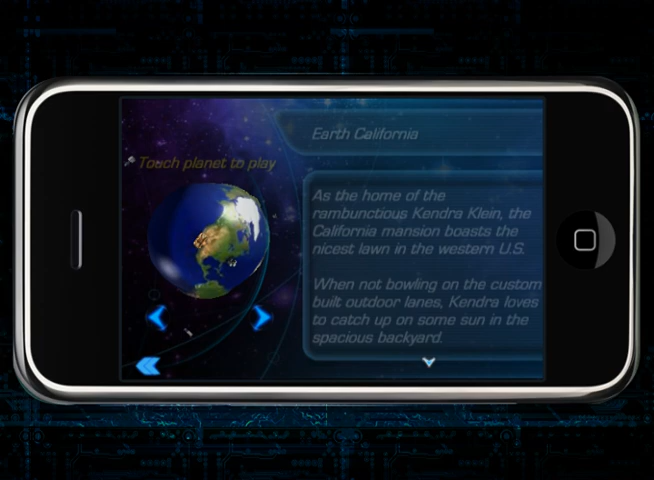 Earth California
Touch planet to play
As the home of the
rambunctious Kendra Klein, the
California mansion boasts the
nicest lawn in the western U.S.
When not bowling on the custom
built outdoor lanes, Kendra loves
to catch up on some sun in the
spacious backyard.